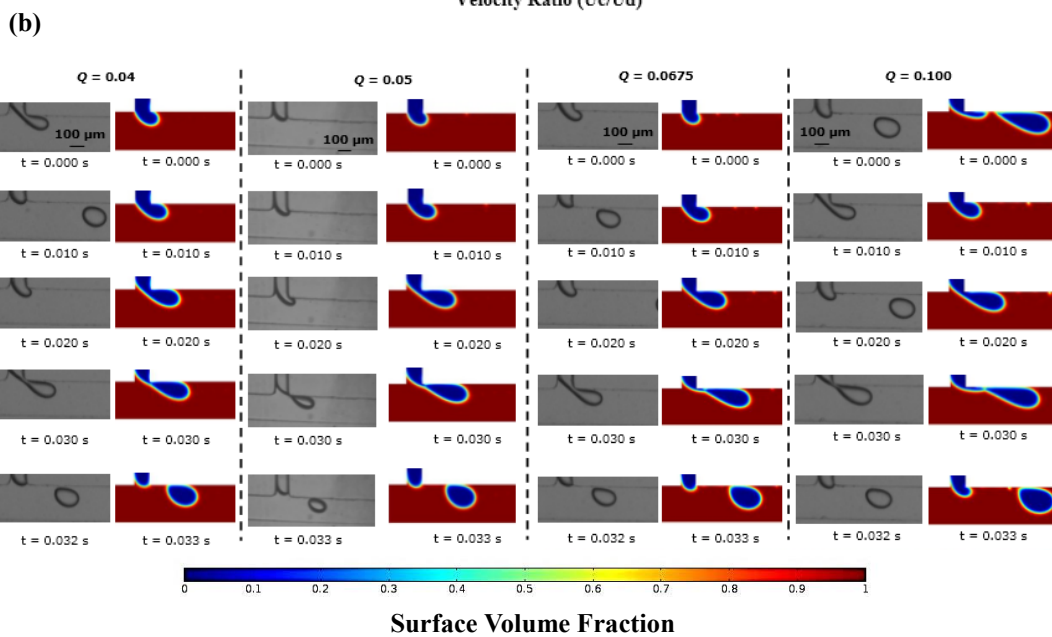 Velocity Ratio (Uc/Ud)
(b)
Q = 0.04 Q = 0.05 Q = 0.0675 Q = 0.100
100 µm 100 µm 100 µm 100 µm
t = 0.000 s t = 0.000 s t = 0.000 s t = 0.000 s t = 0.000 s t = 0.000 s t = 0.000 s t = 0.000 s
t = 0.010 s t = 0.010 s t = 0.010 s t = 0.010 s t = 0.010 s t = 0.010 s t = 0.010 s t = 0.010 s
t = 0.020 s t = 0.020 s t = 0.020 s t = 0.020 s t = 0.020 s t = 0.020 s t = 0.020 s t = 0.020 s
t = 0.030 s t = 0.030 s t = 0.030 s t = 0.030 s t = 0.030 s t = 0.030 s t = 0.030 s t = 0.030 s
t = 0.032 s t = 0.033 s t = 0.033 s t = 0.033 s t = 0.032 s t = 0.033 s t = 0.032 s t = 0.033 s
0 0.1 0.2 0.3 0.4 0.5 0.6 0.7 0.8 0.9 1
Surface Volume Fraction